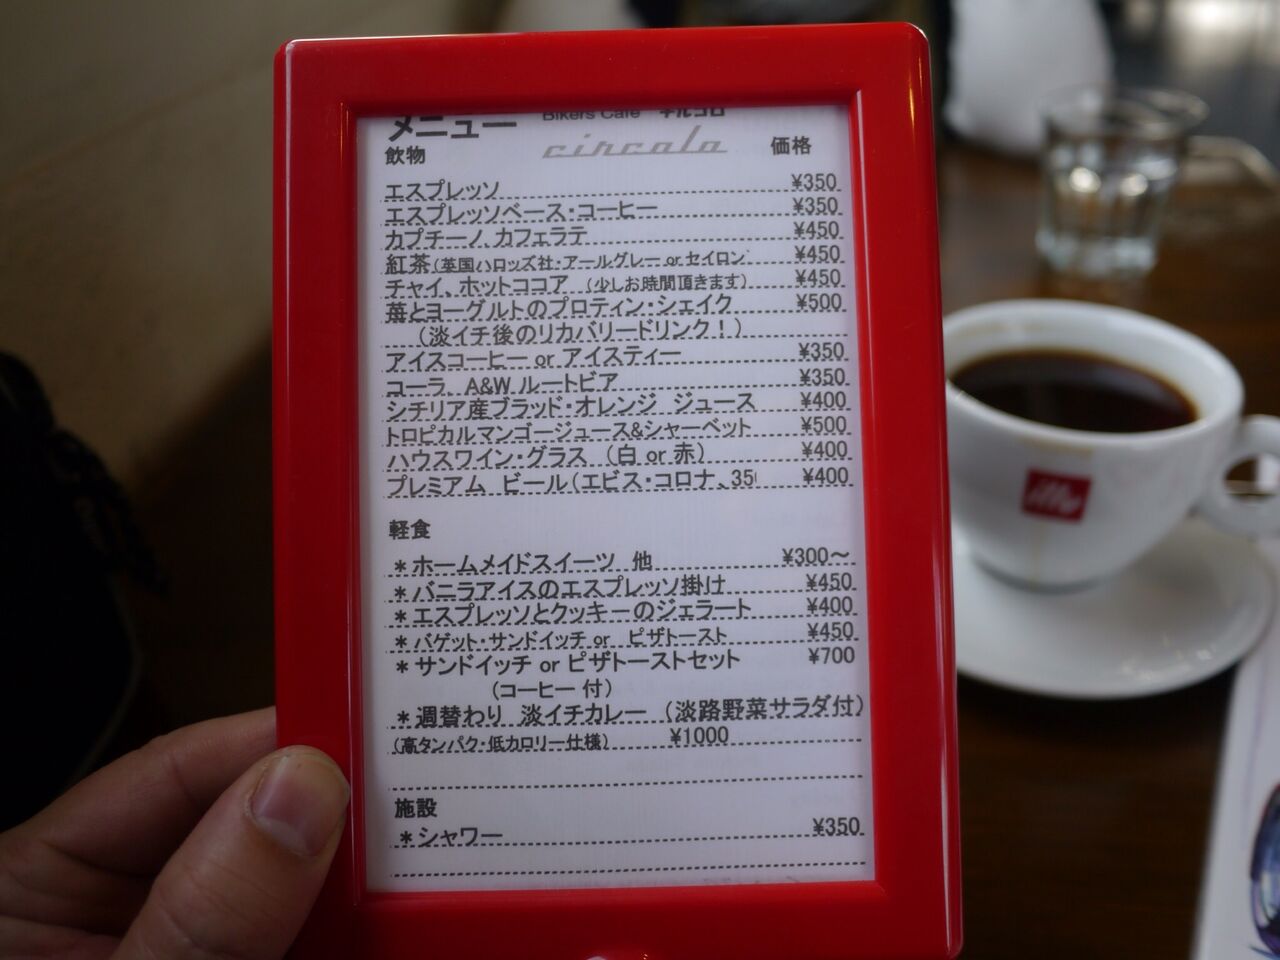 メニュー Bikers Cafe チルコロ
飲物 circolo 価格
エスプレッソ ¥350
エスプレッソベース・コーヒー ¥350
カプチーノ、カフェラテ ¥450
紅茶(英国ハロッズ社・アールグレー or セイロン ¥450
チャイ、ホットココア (少しお時間頂きます) ¥450
苺とヨーグルトのプロティン・シェイク ¥500
(淡イチ後のリカバリードリンク!)
アイスコーヒー or アイスティー ¥350
コーラ、A&W ルートビア ¥350
シチリア産ブラッド・オレンジ ジュース ¥400
トロピカルマンゴージュース&シャーベット ¥500
ハウスワイン・グラス (白 or 赤) ¥400
プレミアム ビール(エビス・コロナ、35 ¥400
軽食
*ホームメイドスイーツ 他 ¥300～
*バニラアイスのエスプレッソ掛け ¥450
*エスプレッソとクッキーのジェラート ¥400
*バゲット・サンドイッチ or ピザトースト ¥450
*サンドイッチ or ピザトーストセット ¥700
(コーヒー 付)
*週替わり 淡イチカレー (淡路野菜サラダ付)
(高タンパク・低カロリー仕様) ¥1000
施設
*シャワー ¥350
illy